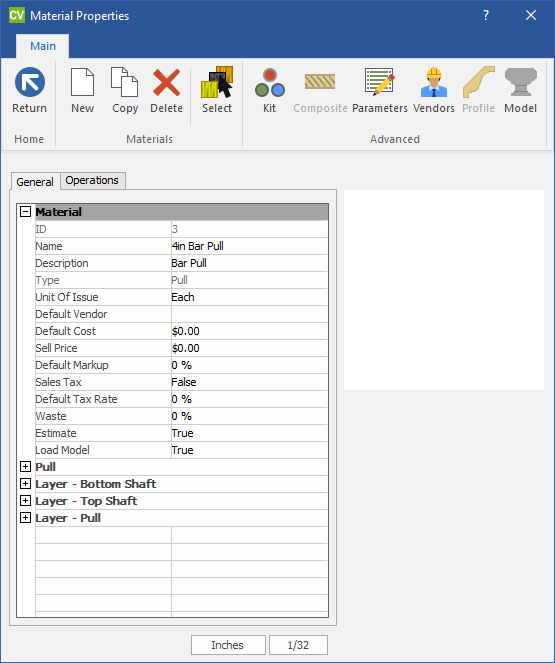 CV Material Properties ? ×
Main
Return New Copy Delete Select Kit Composite Parameters Vendors Profile Model
Home Materials Advanced
General Operations
Material
ID 3
Name 4in Bar Pull
Description Bar Pull
Type Pull
Unit Of Issue Each
Default Vendor
Default Cost $0.00
Sell Price $0.00
Default Markup 0 %
Sales Tax False
Default Tax Rate 0 %
Waste 0 %
Estimate True
Load Model True
Pull
Layer - Bottom Shaft
Layer - Top Shaft
Layer - Pull
Inches 1/32